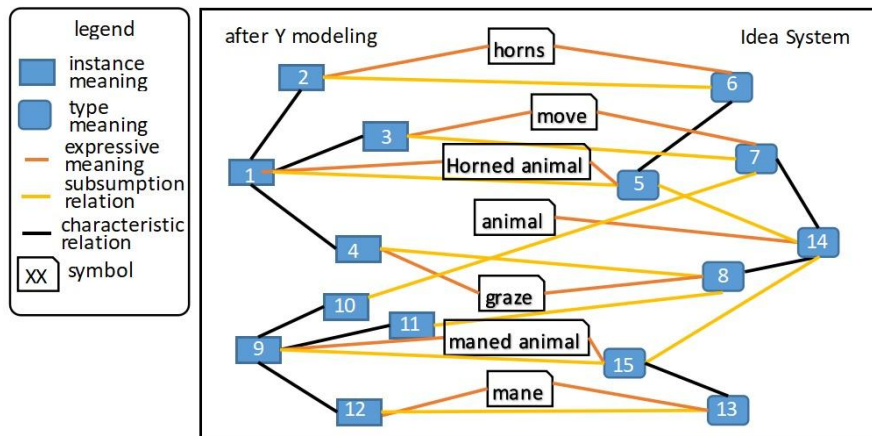 legend
instance
meaning
type
meaning
expressive
meaning
subsumption
relation
characteristic
relation
XX symbol
after Y modeling
Idea System
horns
2
6
move
3
7
Horned animal
1
5
animal
14
4
8
graze
10
11
maned animal
9
15
mane
12
13